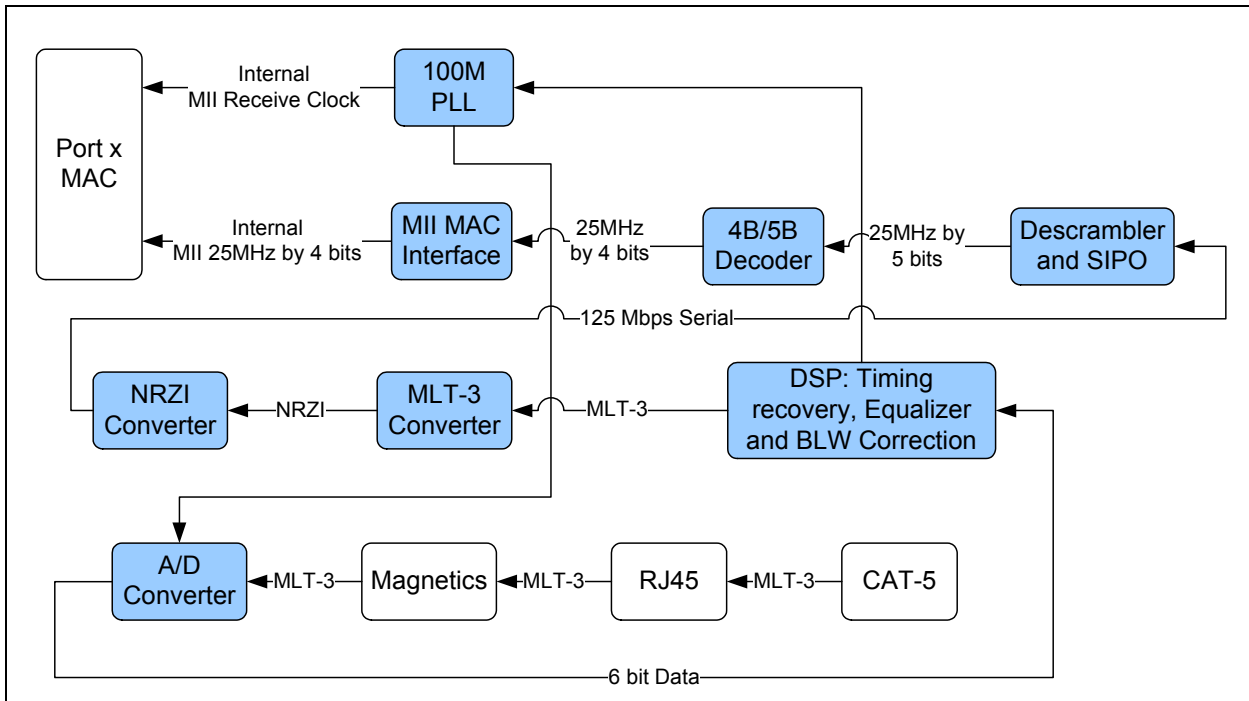 Internal
MII Receive Clock
100M
PLL
Port x
MAC
Internal
MII 25MHz by 4 bits
MII MAC
Interface
25MHz
by 4 bits
4B/5B
Decoder
25MHz by
5 bits
Descrambler
and SIPO
125 Mbps Serial
NRZI
Converter
NRZI
MLT-3
Converter
MLT-3
DSP: Timing
recovery, Equalizer
and BLW Correction
A/D
Converter
MLT-3
Magnetics
MLT-3
RJ45
MLT-3
CAT-5
6 bit Data